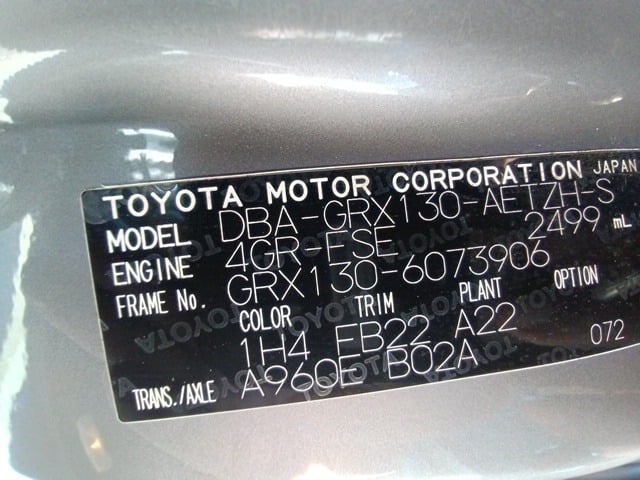 TOYOTA MOTOR CORPORATION JAPAN
MODEL DBA-GRX130-AETZH-S
ENGINE 4GR-FSE 2499 mL
FRAME No. GRX130-6073906
COLOR TRIM PLANT OPTION
1H4 FB22 A22 072
TRANS./AXLE A960E B02A